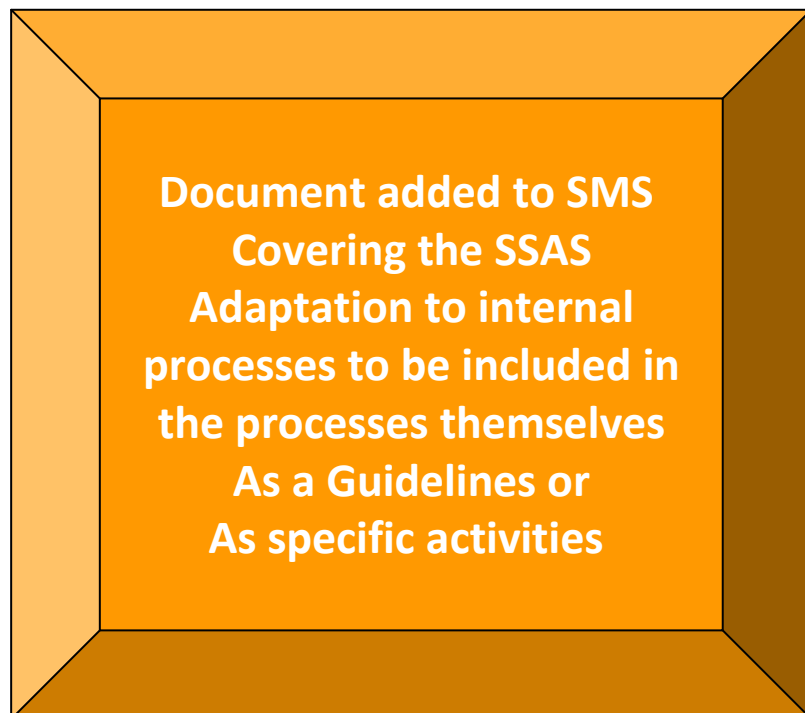 Document added to SMS
Covering the SSAS
Adaptation to internal
processes to be included in
the processes themselves
As a Guidelines or
As specific activities